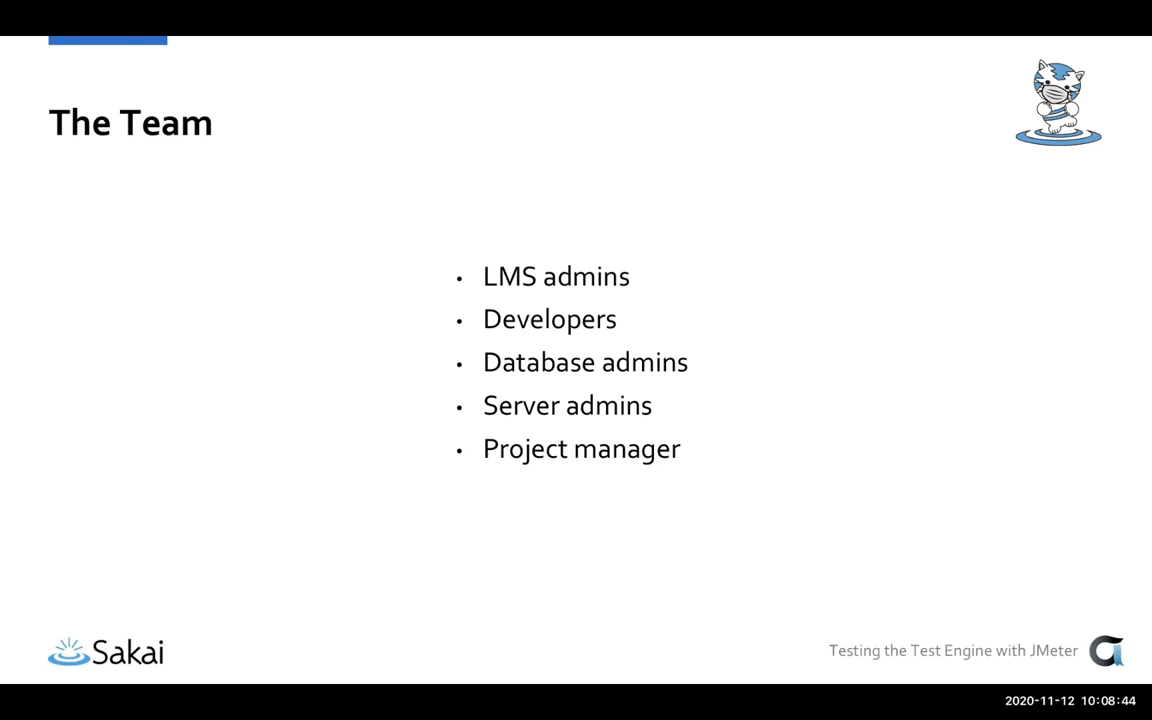 The Team
• LMS admins
• Developers
• Database admins
• Server admins
• Project manager
Sakai
Testing the Test Engine with JMeter
2020-11-12 10:08:44